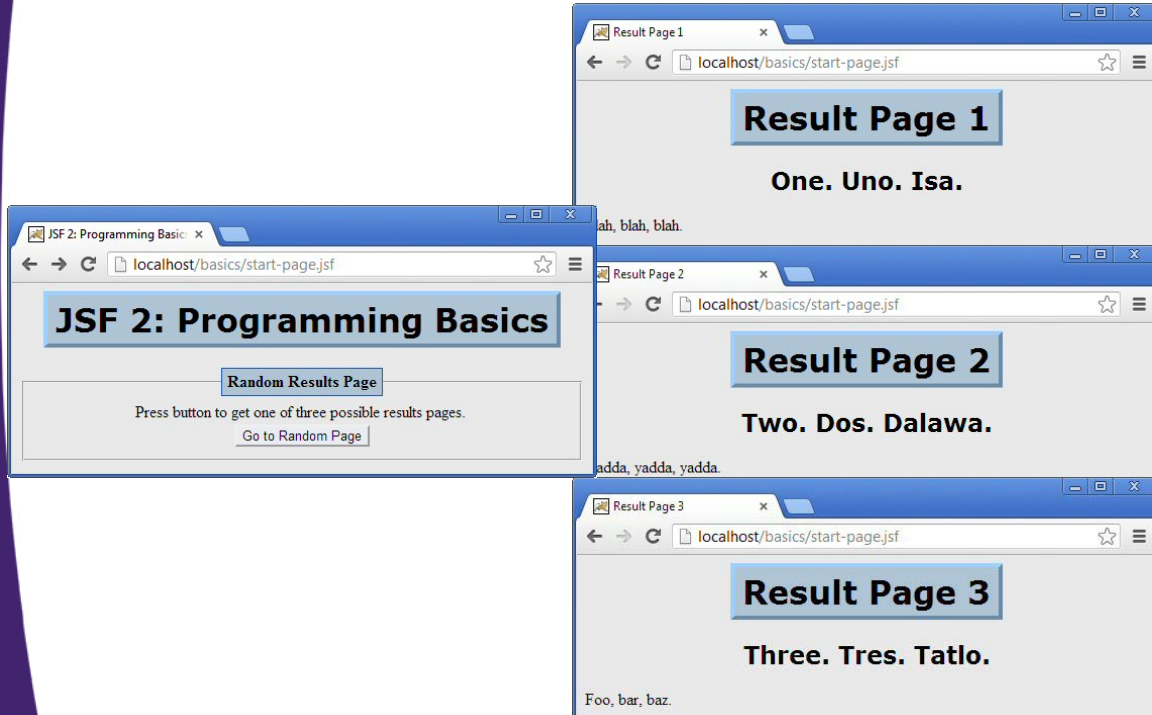 JSF 2: Programming Basic
localhost/basics/start-page.jsf
JSF 2: Programming Basics
Random Results Page
Press button to get one of three possible results pages.
Go to Random Page
Result Page 1
localhost/basics/start-page.jsf
Result Page 1
One. Uno. Isa.
lah, blah, blah.
Result Page 2
localhost/basics/start-page.jsf
Result Page 2
Two. Dos. Dalawa.
adda, yadda, yadda.
Result Page 3
localhost/basics/start-page.jsf
Result Page 3
Three. Tres. Tatlo.
Foo, bar, baz.